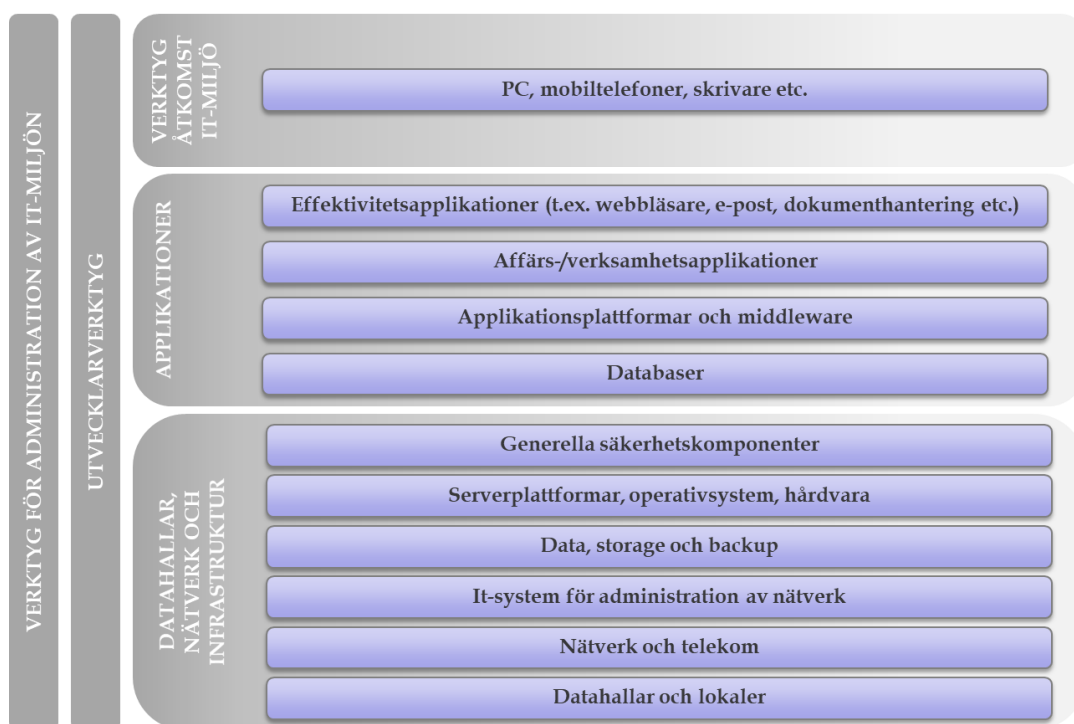 VERKTYG FÖR ADMINISTRATION AV IT-MILJÖN
UTVECKLARVERKTYG
VERKTYG
ÅTKOMST
IT-MILJÖ
PC, mobiltelefoner, skrivare etc.
APPLIKATIONER
Effektivitetsapplikationer (t.ex. webbläsare, e-post, dokumenthantering etc.)
Affärs-/verksamhetsapplikationer
Applikationsplattformar och middleware
Databaser
DATAHALLAR,
NÄTVERK OCH
INFRASTRUKTUR
Generella säkerhetskomponenter
Serverplattformar, operativsystem, hårdvara
Data, storage och backup
It-system för administration av nätverk
Nätverk och telekom
Datahallar och lokaler